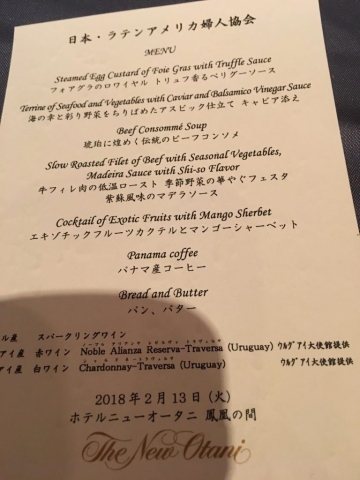 日本・ラテンアメリカ婦人協会
MENU
Steamed Egg Custard of Foie Gras with Truffle Sauce
フォアグラのロワイヤル トリュフ香るペリグーソース
Terrine of Seafood and Vegetables with Caviar and Balsamico Vinegar Sauce
海の幸と彩り野菜をちりばめたアスピック仕立て キャビア添え
Beef Consommé Soup
琥珀に煌めく伝統のビーフコンソメ
Slow Roasted Filet of Beef with Seasonal Vegetables,
Madeira Sauce with Shi-so Flavor
牛フィレ肉の低温ロースト 季節野菜の華やぐフェスタ
紫蘇風味のマデラソース
Cocktail of Exotic Fruits with Mango Sherbet
エキゾチックフルーツカクテルとマンゴーシャーベット
Panama coffee
パナマ産コーヒー
Bread and Butter
パン、バター
ル産 スパークリングワイン
アイ産 赤ワイン Noble Alianza Reserva-Traversa (Uruguay) ウルグアイ大使館提供
アイ産 白ワイン Chardonnay-Traversa (Uruguay) ウルグアイ大使館提供
2018年2月13日 (火)
ホテルニューオータニ 鳳凰の間
The New Otani